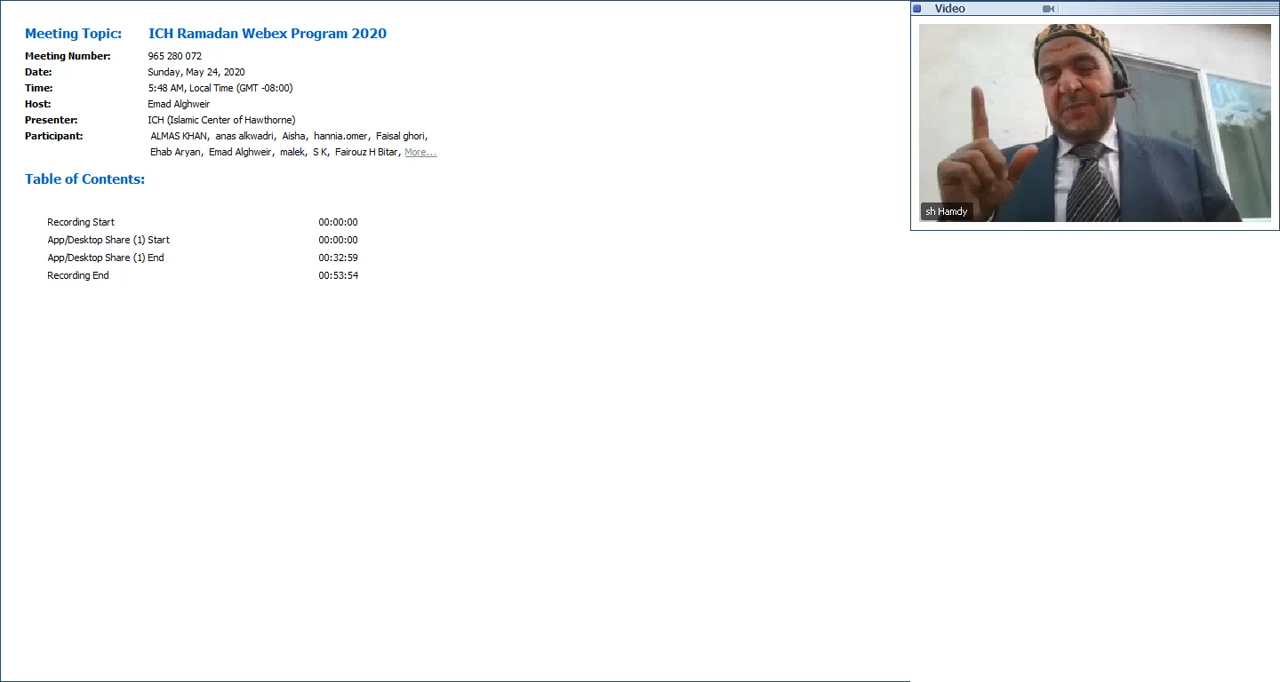 Meeting Topic: ICH Ramadan Webex Program 2020
Meeting Number: 965 280 072
Date: Sunday, May 24, 2020
Time: 5:48 AM, Local Time (GMT -08:00)
Host: Emad Alghweir
Presenter: ICH (Islamic Center of Hawthorne)
Participant: ALMAS KHAN, anas alkwadri, Aisha, hannia.omer, Faisal ghori,
Ehab Aryan, Emad Alghweir, malek, S K, Fairouz H Bitar, More...
Table of Contents:
Recording Start 00:00:00
App/Desktop Share (1) Start 00:00:00
App/Desktop Share (1) End 00:32:59
Recording End 00:53:54
Video
sh Hamdy